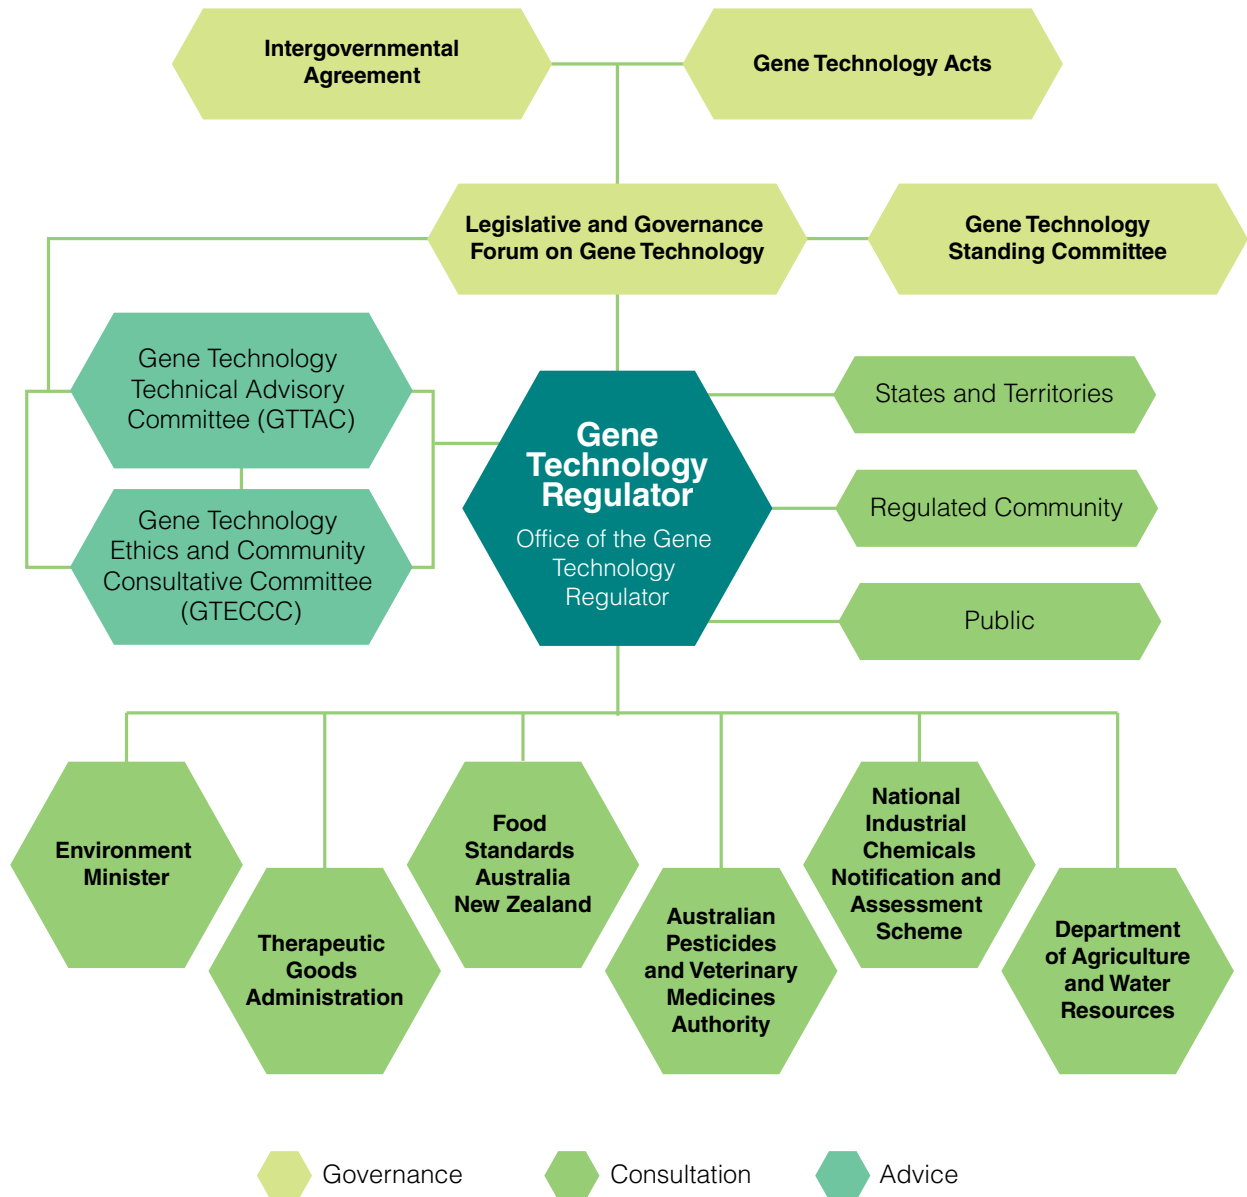 Intergovernmental
Agreement
Gene Technology Acts
Legislative and Governance
Forum on Gene Technology
Gene Technology
Standing Committee
Gene Technology
Technical Advisory
Committee (GTTAC)
Gene Technology
Ethics and Community
Consultative Committee
(GTECCC)
Gene
Technology
Regulator
Office of the Gene
Technology
Regulator
States and Territories
Regulated Community
Public
Environment
Minister
Therapeutic
Goods
Administration
Food
Standards
Australia
New Zealand
Australian
Pesticides
and Veterinary
Medicines
Authority
National
Industrial
Chemicals
Notification and
Assessment
Scheme
Department
of Agriculture
and Water
Resources
Governance
Consultation
Advice